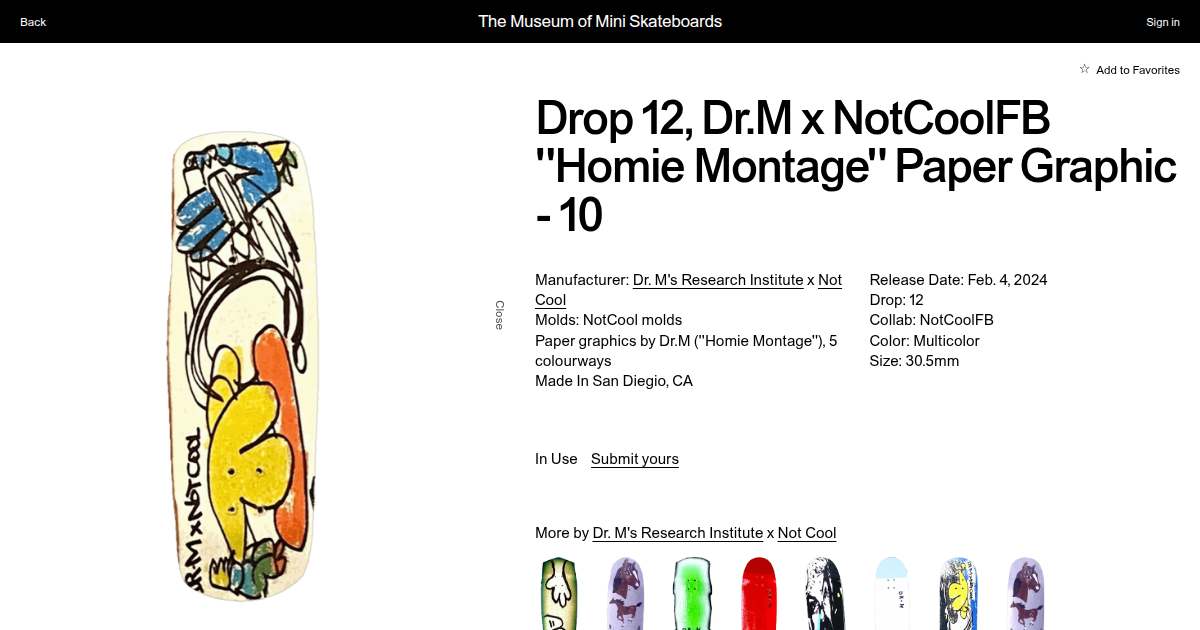 Back
The Museum of Mini Skateboards
Sign in
☆ Add to Favorites
Drop 12, Dr.M x NotCoolFB
"Homie Montage" Paper Graphic
- 10
Manufacturer: Dr. M's Research Institute x Not
Cool
Molds: NotCool molds
Paper graphics by Dr.M ("Homie Montage"), 5
colourways
Made In San Diegio, CA
Release Date: Feb. 4, 2024
Drop: 12
Collab: NotCoolFB
Color: Multicolor
Size: 30.5mm
Close
In Use Submit yours
More by Dr. M's Research Institute x Not Cool
DR.M x NOTCOOL